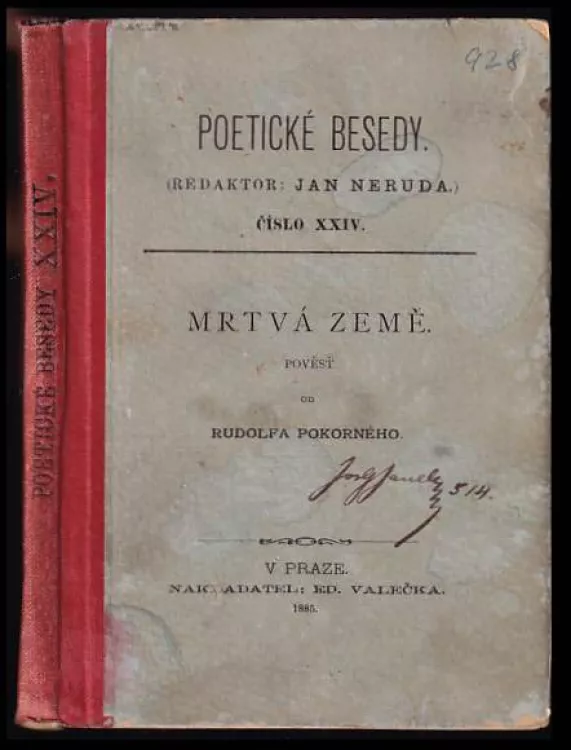 POETICKÉ BESEDY XXIV.
928
POETICKÉ BESEDY.
(REDAKTOR: JAN NERUDA.)
ČÍSLO XXIV.
MRTVÁ ZEMĚ.
POVĚSŤ
OD
RUDOLFA POKORNÉHO.
514.
V PRAZE.
NAKLADATEL: ED. VALEČKA.
1885.